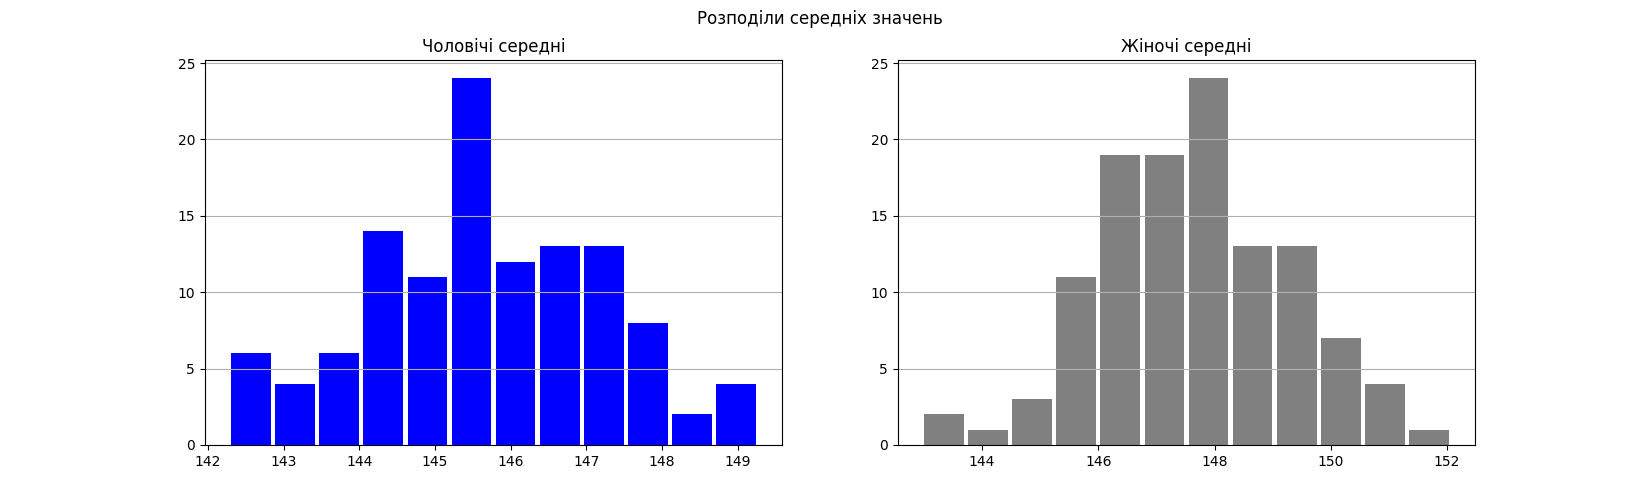 Розподіли середніх значень
Чоловічі середні
25
20
15
10
5
0
142 143 144 145 146 147 148 149
Жіночі середні
25
20
15
10
5
0
144 146 148 150 152